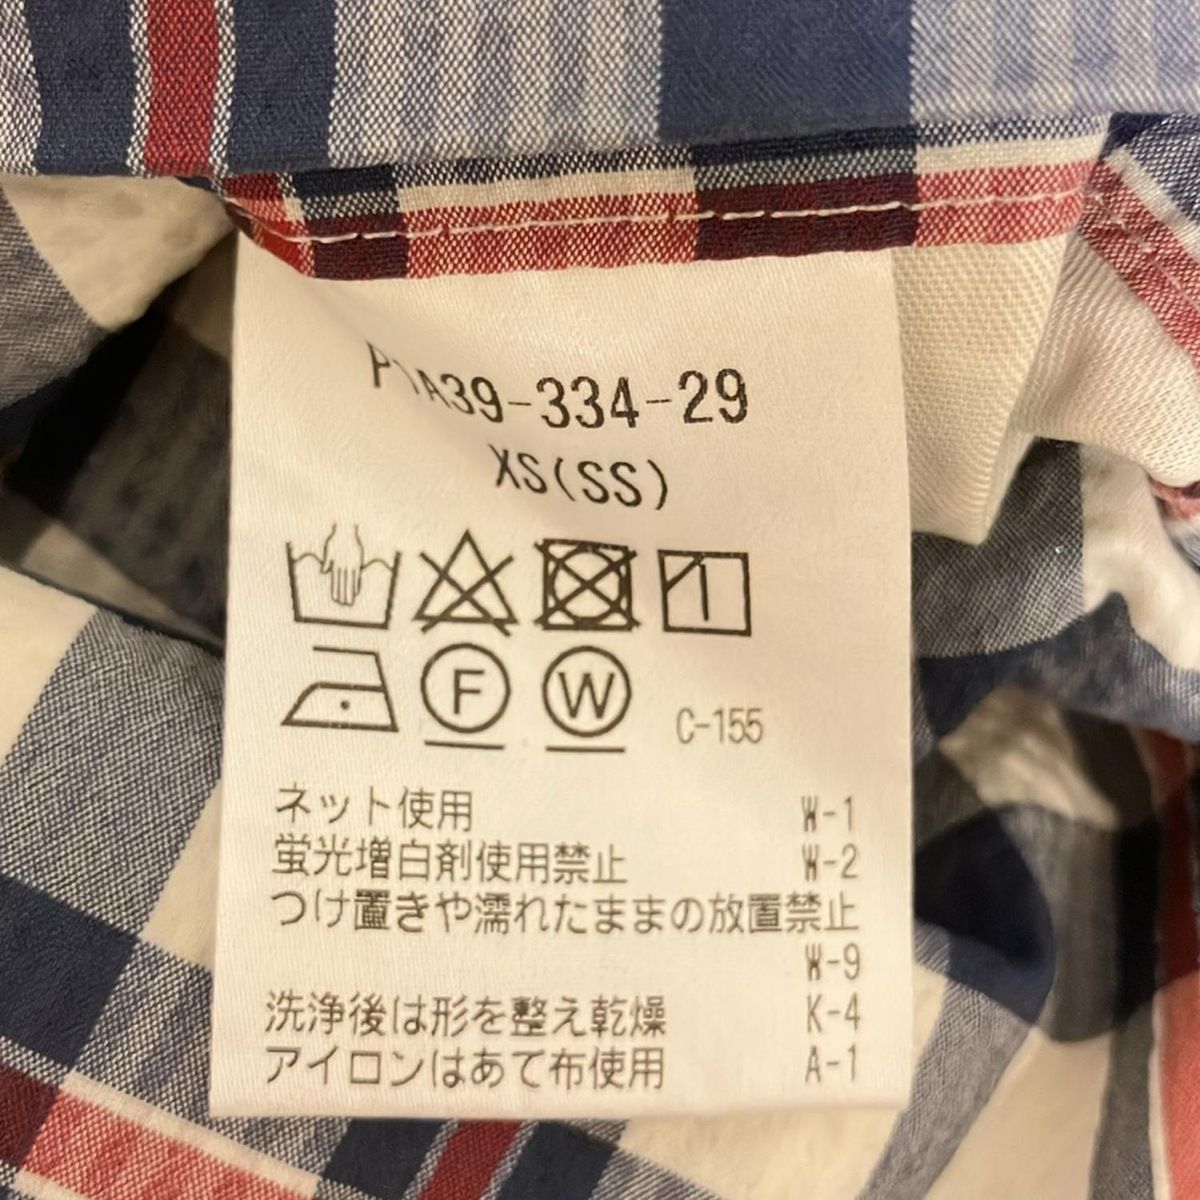 P1A39-334-29
XS(SS)
F W C-155
ネット使用 W-1
蛍光増白剤使用禁止 W-2
つけ置きや濡れたままの放置禁止
W-9
洗浄後は形を整え乾燥 K-4
アイロンはあて布使用 A-1